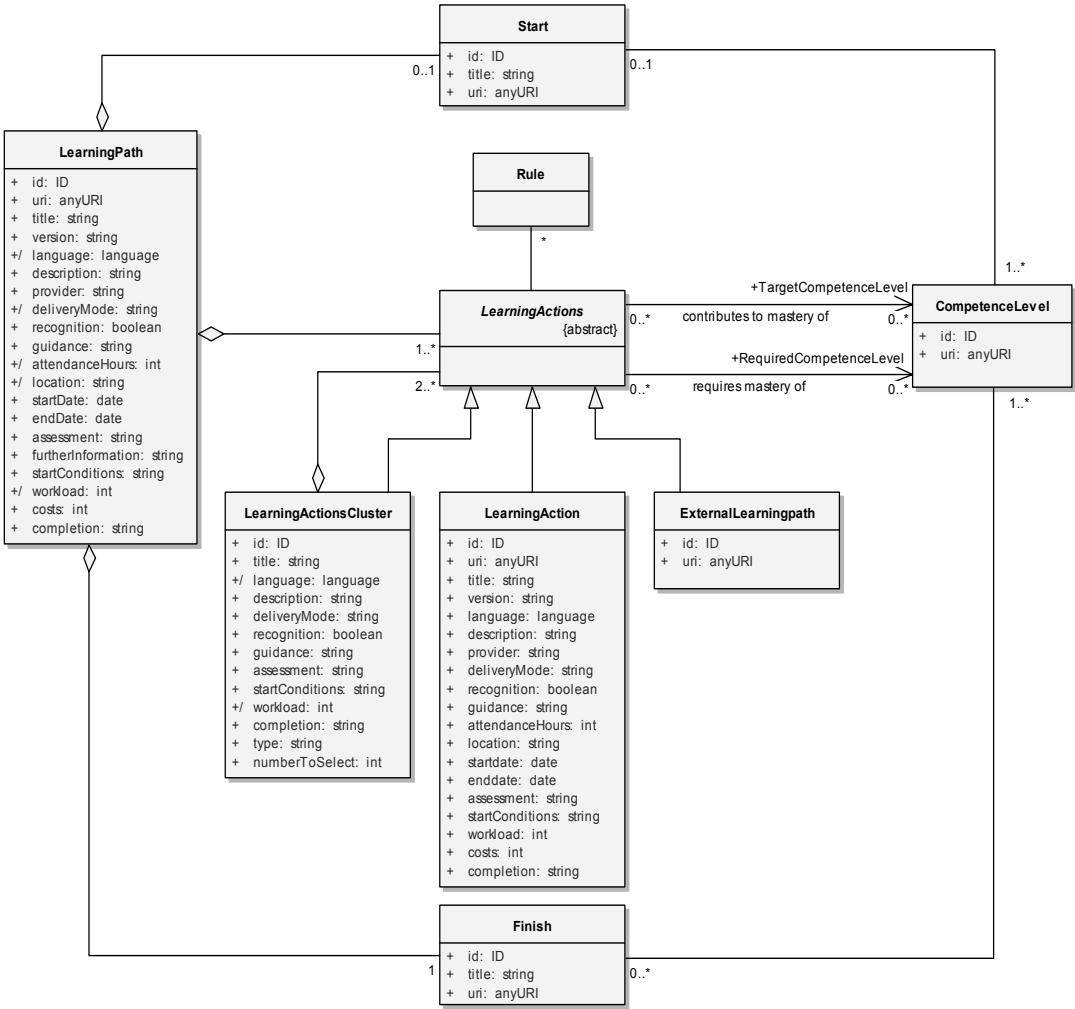 Start
+ id: ID
+ title: string
+ uri: anyURI
0..1
0..1
LearningPath
+ id: ID
+ uri: anyURI
+ title: string
+ version: string
+/ language: language
+ description: string
+ provider: string
+/ deliveryMode: string
+ recognition: boolean
+ guidance: string
+/ attendanceHours: int
+/ location: string
+ startDate: date
+ endDate: date
+ assessment: string
+ furtherInformation: string
+ startConditions: string
+/ workload: int
+ costs: int
+ completion: string
Rule
*
LearningActions
{abstract}
1..*
2..*
+TargetCompetenceLevel
0..*
contributes to mastery of
0..*
+RequiredCompetenceLevel
0..*
requires mastery of
0..*
1..*
CompetenceLevel
+ id: ID
+ uri: anyURI
1..*
LearningActionsCluster
+ id: ID
+ title: string
+/ language: language
+ description: string
+ deliveryMode: string
+ recognition: boolean
+ guidance: string
+ assessment: string
+ startConditions: string
+/ workload: int
+ completion: string
+ type: string
+ numberToSelect: int
LearningAction
+ id: ID
+ uri: anyURI
+ title: string
+ version: string
+ language: language
+ description: string
+ provider: string
+ deliveryMode: string
+ recognition: boolean
+ guidance: string
+ attendanceHours: int
+ location: string
+ startdate: date
+ enddate: date
+ assessment: string
+ startConditions: string
+ workload: int
+ costs: int
+ completion: string
ExternalLearningpath
+ id: ID
+ uri: anyURI
Finish
+ id: ID
+ title: string
+ uri: anyURI
1
0..*